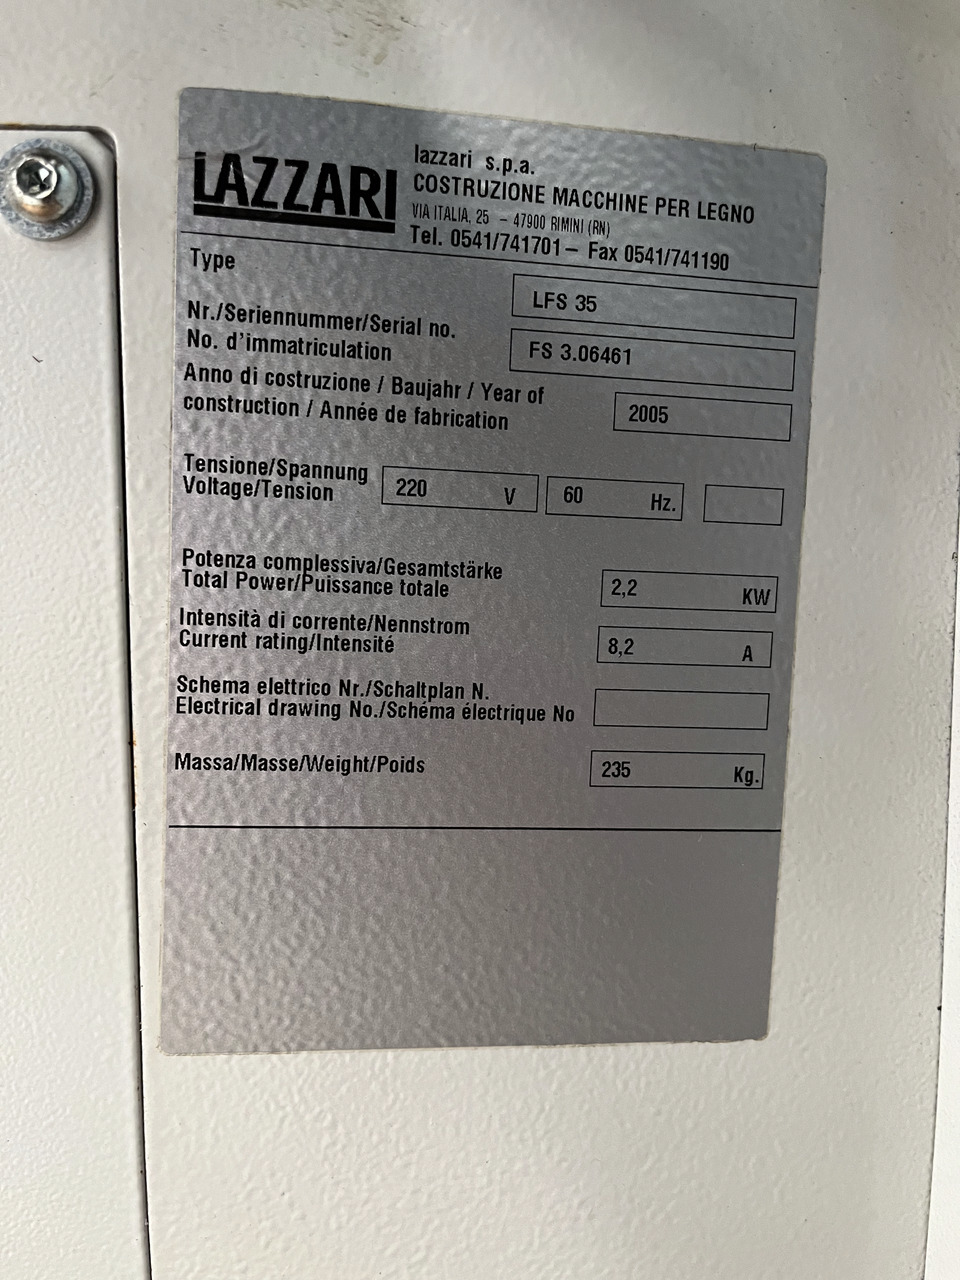 LAZZARI
lazzari s.p.a.
COSTRUZIONE MACCHINE PER LEGNO
VIA ITALIA, 25 – 47900 RIMINI (RN)
Tel. 0541/741701 – Fax 0541/741190
Type
LFS 35
Nr./Seriennummer/Serial no.
No. d'immatriculation
FS 3.06461
Anno di costruzione / Baujahr / Year of
construction / Année de fabrication
2005
Tensione/Spannung
Voltage/Tension
220 V 60 Hz.
Potenza complessiva/Gesamtstärke
Total Power/Puissance totale
2,2 KW
Intensità di corrente/Nennstrom
Current rating/Intensité
8,2 A
Schema elettrico Nr./Schaltplan N.
Electrical drawing No./Schéma électrique No
Massa/Masse/Weight/Poids
235 Kg.